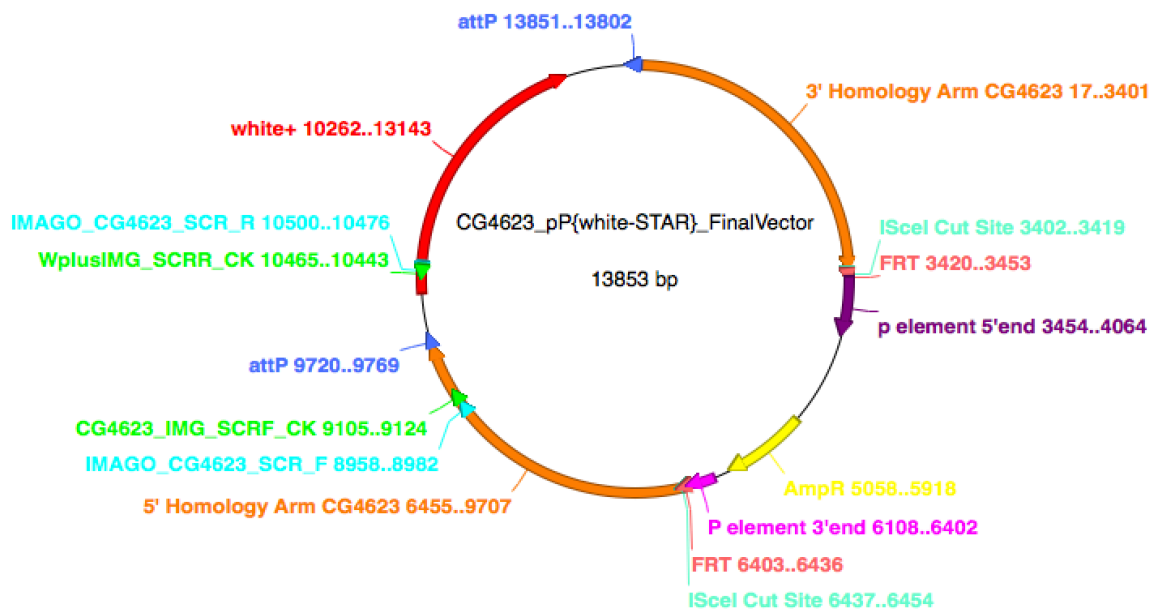 attP 13851..13802
3' Homology Arm CG4623 17..3401
white+ 10262..13143
IMAGO_CG4623_SCR_R 10500..10476
CG4623_pP{white-STAR}_FinalVector
IScel Cut Site 3402..3419
WplusIMG_SCRR_CK 10465..10443
FRT 3420..3453
13853 bp
p element 5'end 3454..4064
attP 9720..9769
CG4623_IMG_SCRF_CK 9105..9124
IMAGO_CG4623_SCR_F 8958..8982
AmpR 5058..5918
5' Homology Arm CG4623 6455..9707
P element 3'end 6108..6402
FRT 6403..6436
IScel Cut Site 6437..6454